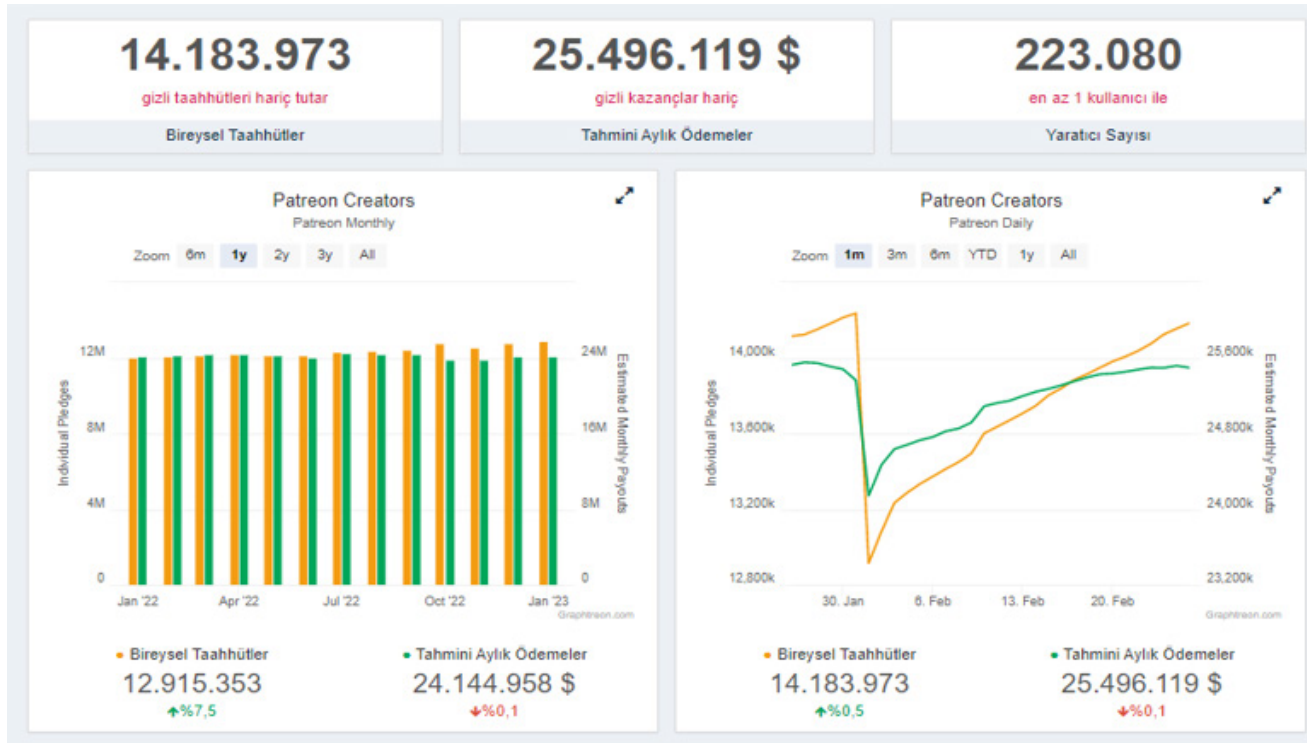 14.183.973
gizli taahhütleri hariç tutar
Bireysel Taahhütler
25.496.119 $
gizli kazançlar hariç
Tahmini Aylık Ödemeler
223.080
en az 1 kullanıcı ile
Yaratıcı Sayısı
Patreon Creators
Patreon Monthly
Zoom 6m 1y 2y 3y All
12M
8M
4M
0
Individual Pledges
24M
16M
8M
0
Estimated Monthly Payouts
Jan '22 Apr '22 Jul '22 Oct '22 Jan '23
Graphtreon.com
Bireysel Taahhütler
12.915.353
%7,5
Tahmini Aylık Ödemeler
24.144.958 $
%0,1
Patreon Creators
Patreon Daily
Zoom 1m 3m 6m YTD 1y All
14,000k
13,600k
13,200k
12,800k
Individual Pledges
25,600k
24,800k
24,000k
23,200k
Estimated Monthly Payouts
30. Jan 6. Feb 13. Feb 20. Feb
Graphtreon.com
Bireysel Taahhütler
14.183.973
%0,5
Tahmini Aylık Ödemeler
25.496.119 $
%0,1